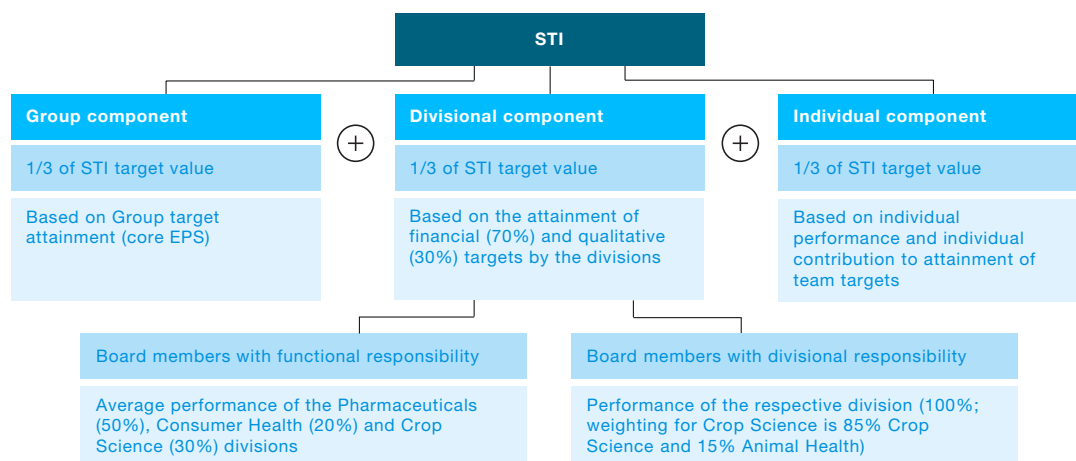 STI
Group component
1/3 of STI target value
Based on Group target
attainment (core EPS)
+
Divisional component
1/3 of STI target value
Based on the attainment of
financial (70%) and qualitative
(30%) targets by the divisions
+
Individual component
1/3 of STI target value
Based on individual
performance and individual
contribution to attainment of
team targets
Board members with functional responsibility
Average performance of the Pharmaceuticals
(50%), Consumer Health (20%) and Crop
Science (30%) divisions
Board members with divisional responsibility
Performance of the respective division (100%;
weighting for Crop Science is 85% Crop
Science and 15% Animal Health)